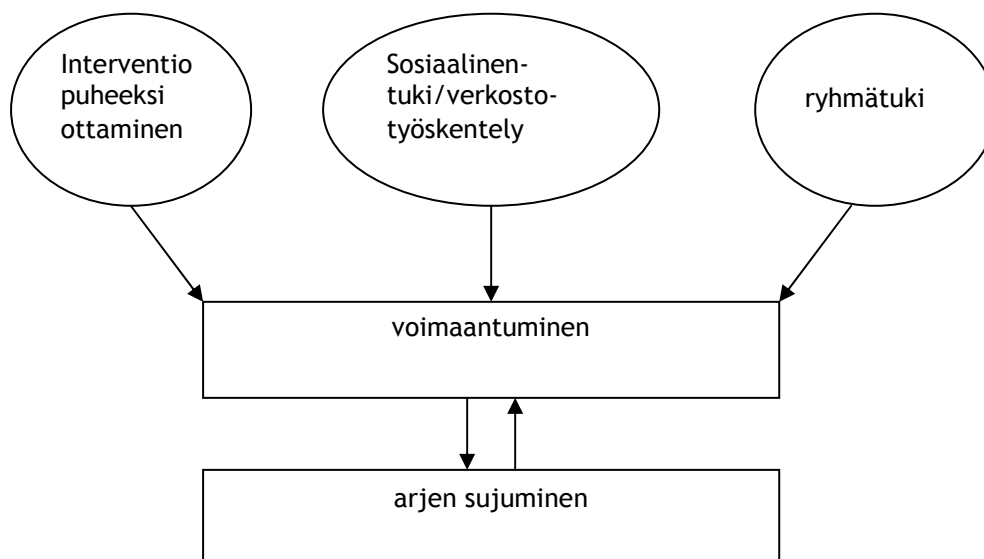 Interventio
puheeksi
ottaminen
Sosiaalinen-
tuki/verkosto-
työskentely
ryhmätuki
voimaantuminen
arjen sujuminen